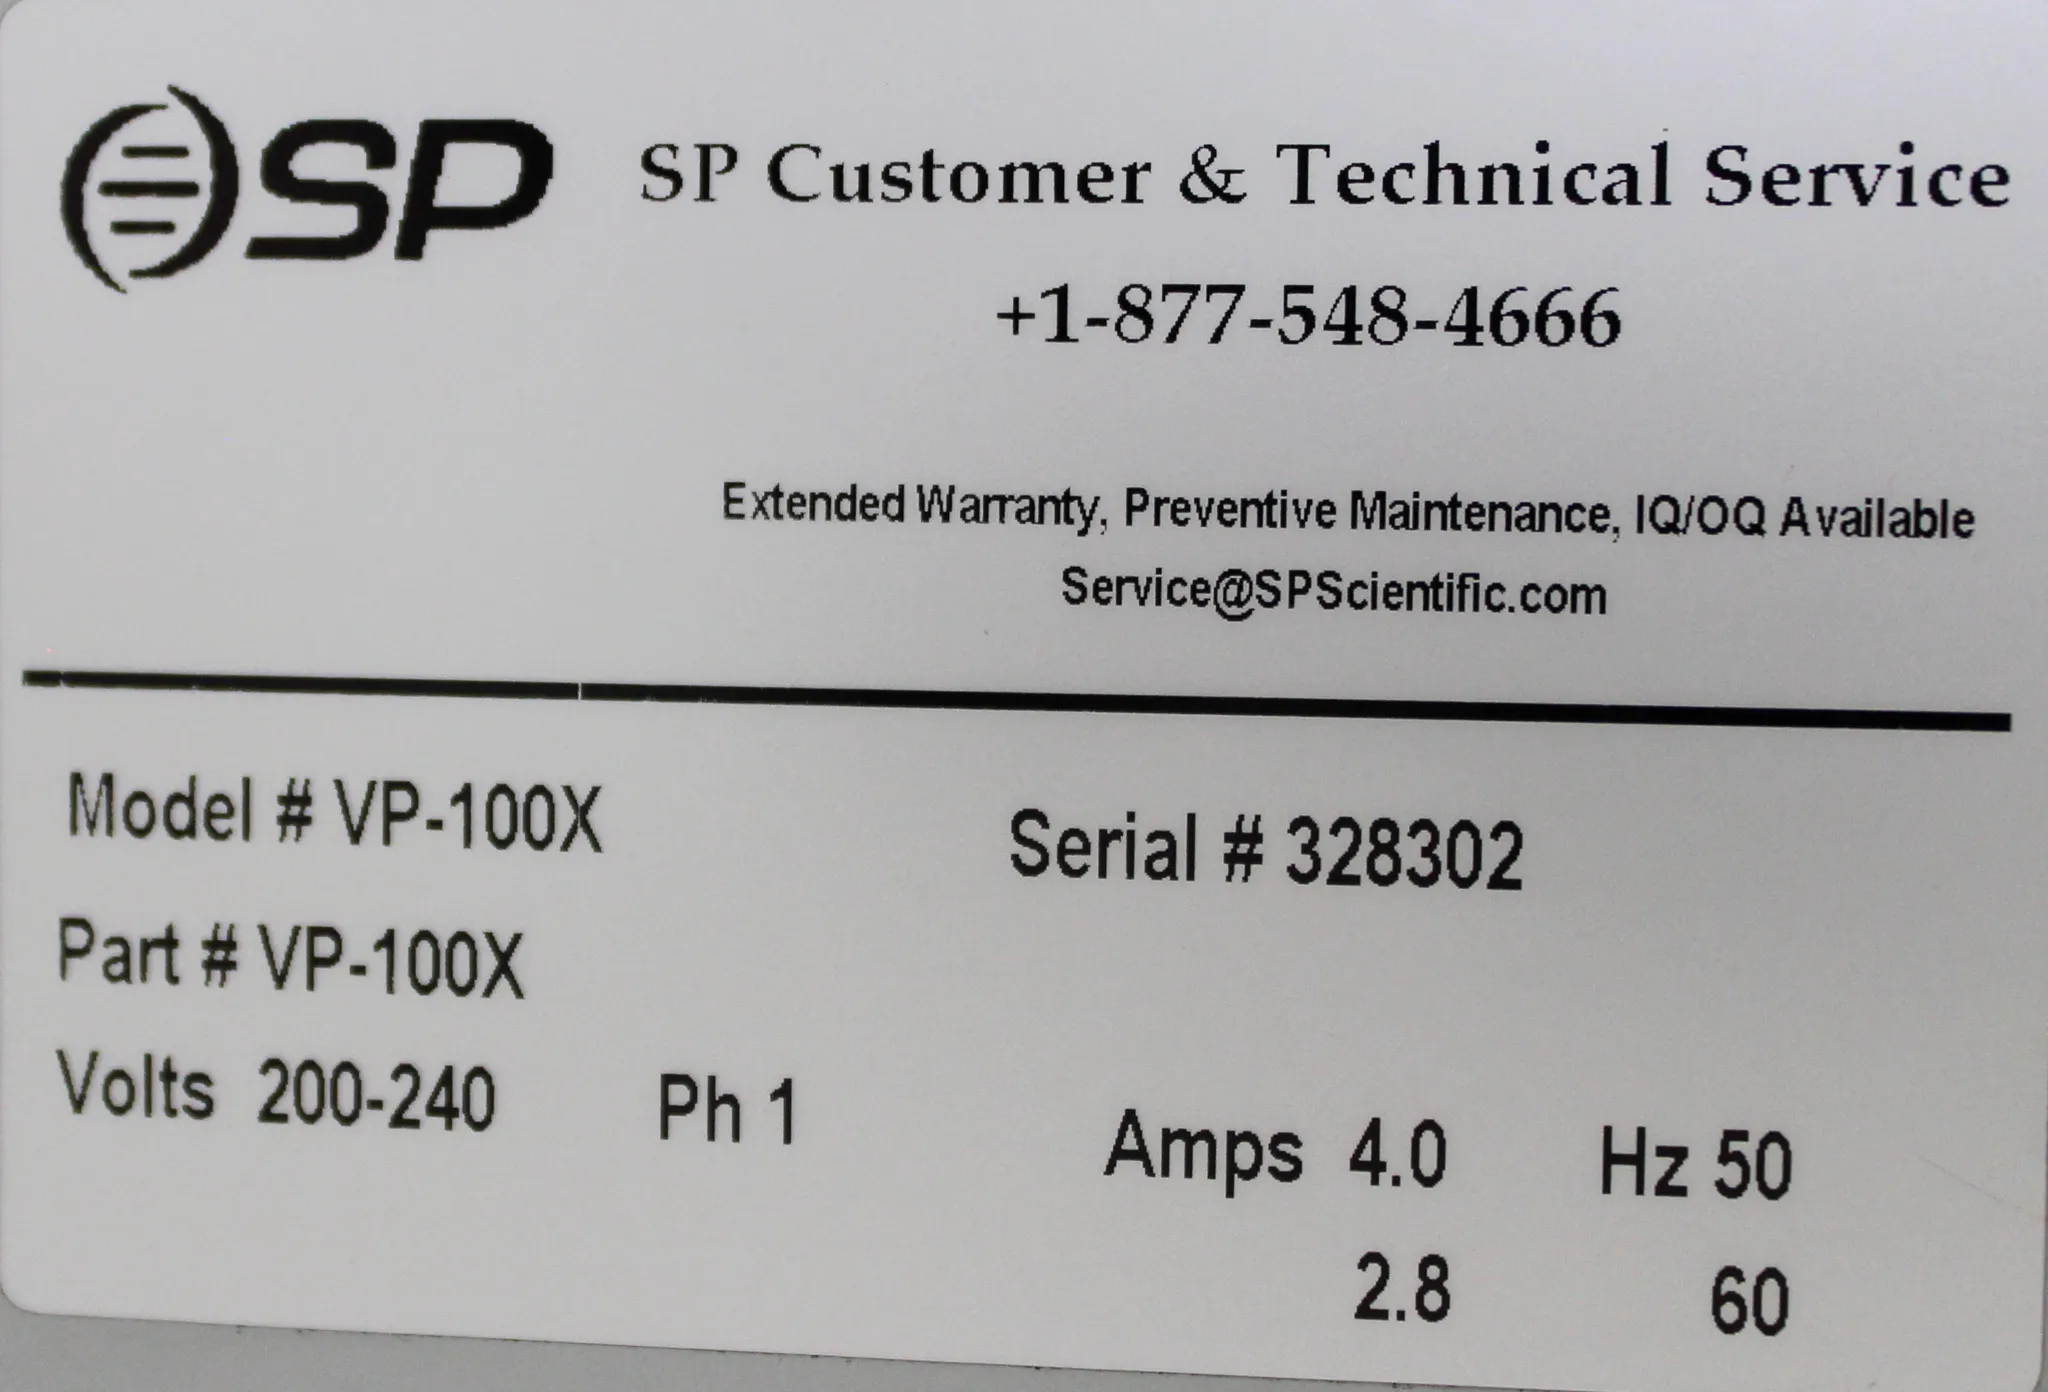 SP SP Customer & Technical Service
+1-877-548-4666
Extended Warranty, Preventive Maintenance, IQ/OQ Available
Service@SPScientific.com
Model # VP-100X Serial # 328302
Part # VP-100X
Volts 200-240 Ph 1 Amps 4.0 Hz 50
2.8 60